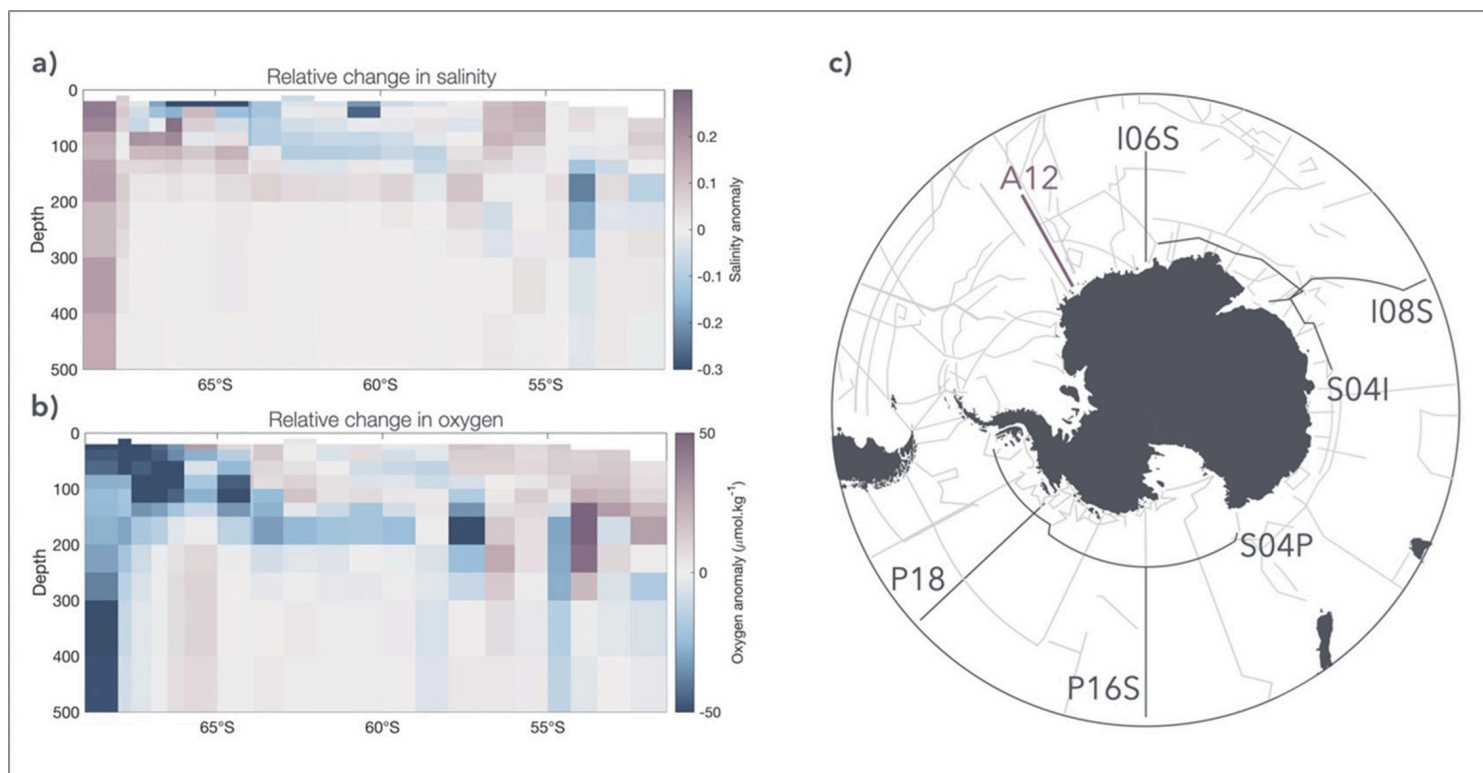 a)
Relative change in salinity
0
100
200
300
400
500
Depth
65°S
60°S
55°S
0.2
0.1
0
-0.1
-0.2
-0.3
Salinity anomaly
b)
Relative change in oxygen
0
100
200
300
400
500
Depth
65°S
60°S
55°S
50
0
-50
Oxygen anomaly (μmol.kg⁻¹)
c)
I06S
A12
I08S
S04I
S04P
P18
P16S